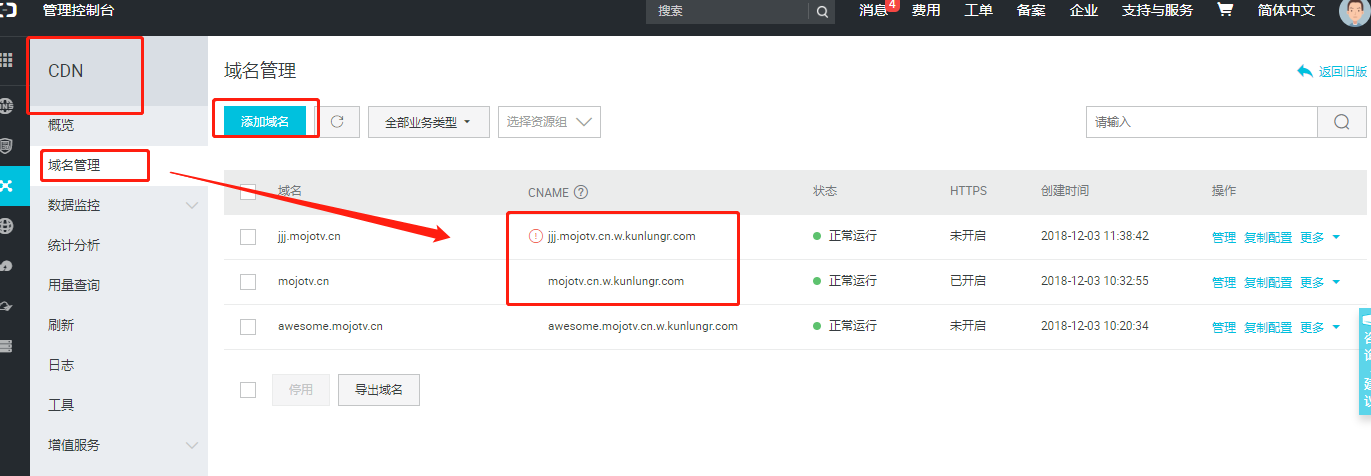 管理控制台 搜索 消息 4 费用 工单 备案 企业 支持与服务 简体中文
CDN
概览
域名管理
数据监控
统计分析
用量查询
刷新
日志
工具
增值服务
域名管理 返回旧版
添加域名 全部业务类型 选择资源组 请输入
域名 CNAME ? 状态 HTTPS 创建时间 操作
jjj.mojotv.cn jjj.mojotv.cn.w.kunlungr.com 正常运行 未开启 2018-12-03 11:38:42 管理 复制配置 更多
mojotv.cn mojotv.cn.w.kunlungr.com 正常运行 已开启 2018-12-03 10:32:55 管理 复制配置 更多
awesome.mojotv.cn awesome.mojotv.cn.w.kunlungr.com 正常运行 未开启 2018-12-03 10:20:34 管理 复制配置 更多
停用 导出域名